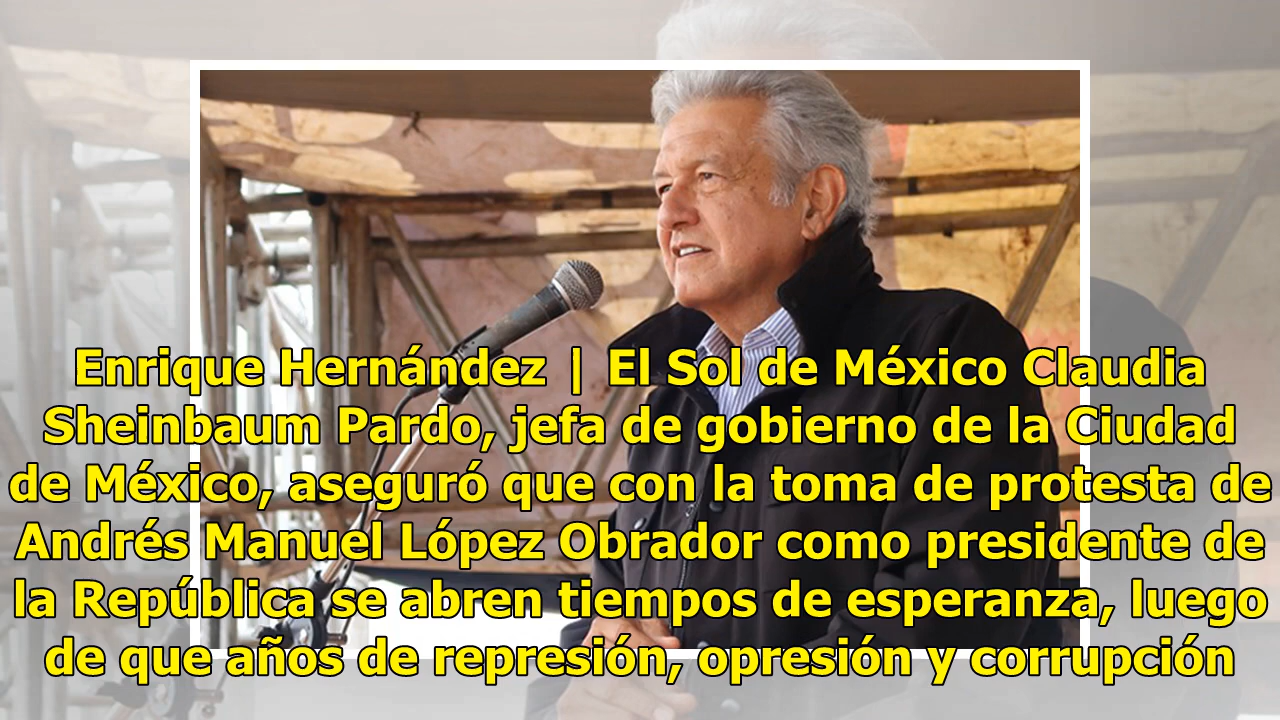 Enrique Hernández | El Sol de México Claudia
Sheinbaum Pardo, jefa de gobierno de la Ciudad
de México, aseguró que con la toma de protesta de
Andrés Manuel López Obrador como presidente de
la República se abren tiempos de esperanza, luego
de que años de represión, opresión y corrupción